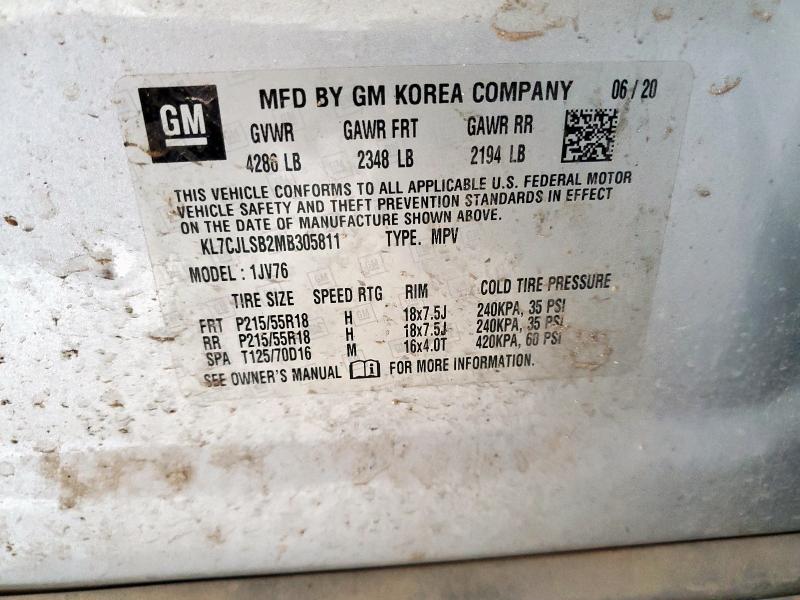 GM MFD BY GM KOREA COMPANY 06 / 20
GVWR GAWR FRT GAWR RR
4286 LB 2348 LB 2194 LB
THIS VEHICLE CONFORMS TO ALL APPLICABLE U.S. FEDERAL MOTOR
VEHICLE SAFETY AND THEFT PREVENTION STANDARDS IN EFFECT
ON THE DATE OF MANUFACTURE SHOWN ABOVE.
KL7CJLSB2MB305811 TYPE. MPV
MODEL : 1JV76
TIRE SIZE SPEED RTG RIM COLD TIRE PRESSURE
FRT P215/55R18 H 18x7.5J 240KPA, 35 PSI
RR P215/55R18 H 18x7.5J 240KPA, 35 PSI
SPA T125/70D16 M 16x4.0T 420KPA, 60 PSI
SEE OWNER'S MANUAL FOR MORE INFORMATION.